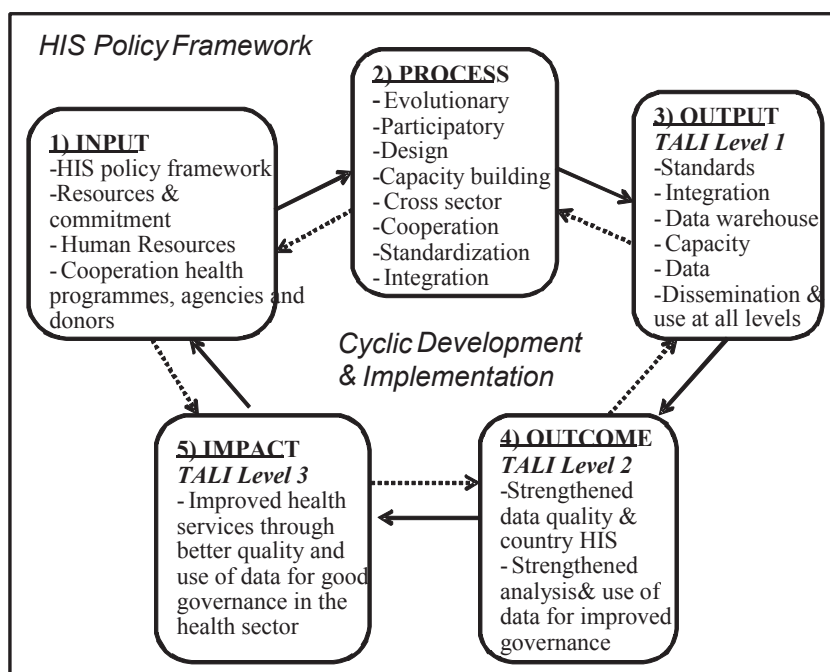 HIS Policy Framework
1) INPUT
-HIS policy framework
-Resources &
commitment
- Human Resources
- Cooperation health
programmes, agencies and
donors
2) PROCESS
- Evolutionary
-Participatory
-Design
-Capacity building
- Cross sector
-Cooperation
-Standardization
- Integration
3) OUTPUT
TALI Level 1
-Standards
- Integration
- Data warehouse
- Capacity
- Data
-Dissemination &
use at all levels
Cyclic Development
& Implementation
4) OUTCOME
TALI Level 2
-Strengthened
data quality &
country HIS
- Strengthened
analysis& use of
data for improved
governance
5) IMPACT
TALI Level 3
- Improved health
services through
better quality and
use of data for good
governance in the
health sector